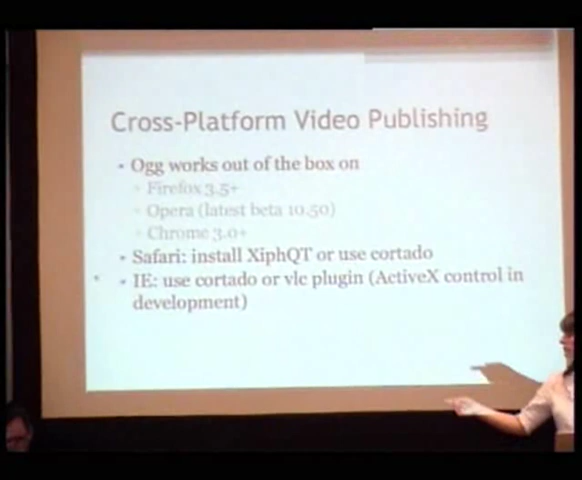 Cross-Platform Video Publishing
• Ogg works out of the box on
▫ Firefox 3.5+
▫ Opera (latest beta 10.50)
▫ Chrome 3.0+
• Safari: install XiphQT or use cortado
• IE: use cortado or vlc plugin (ActiveX control in
development)